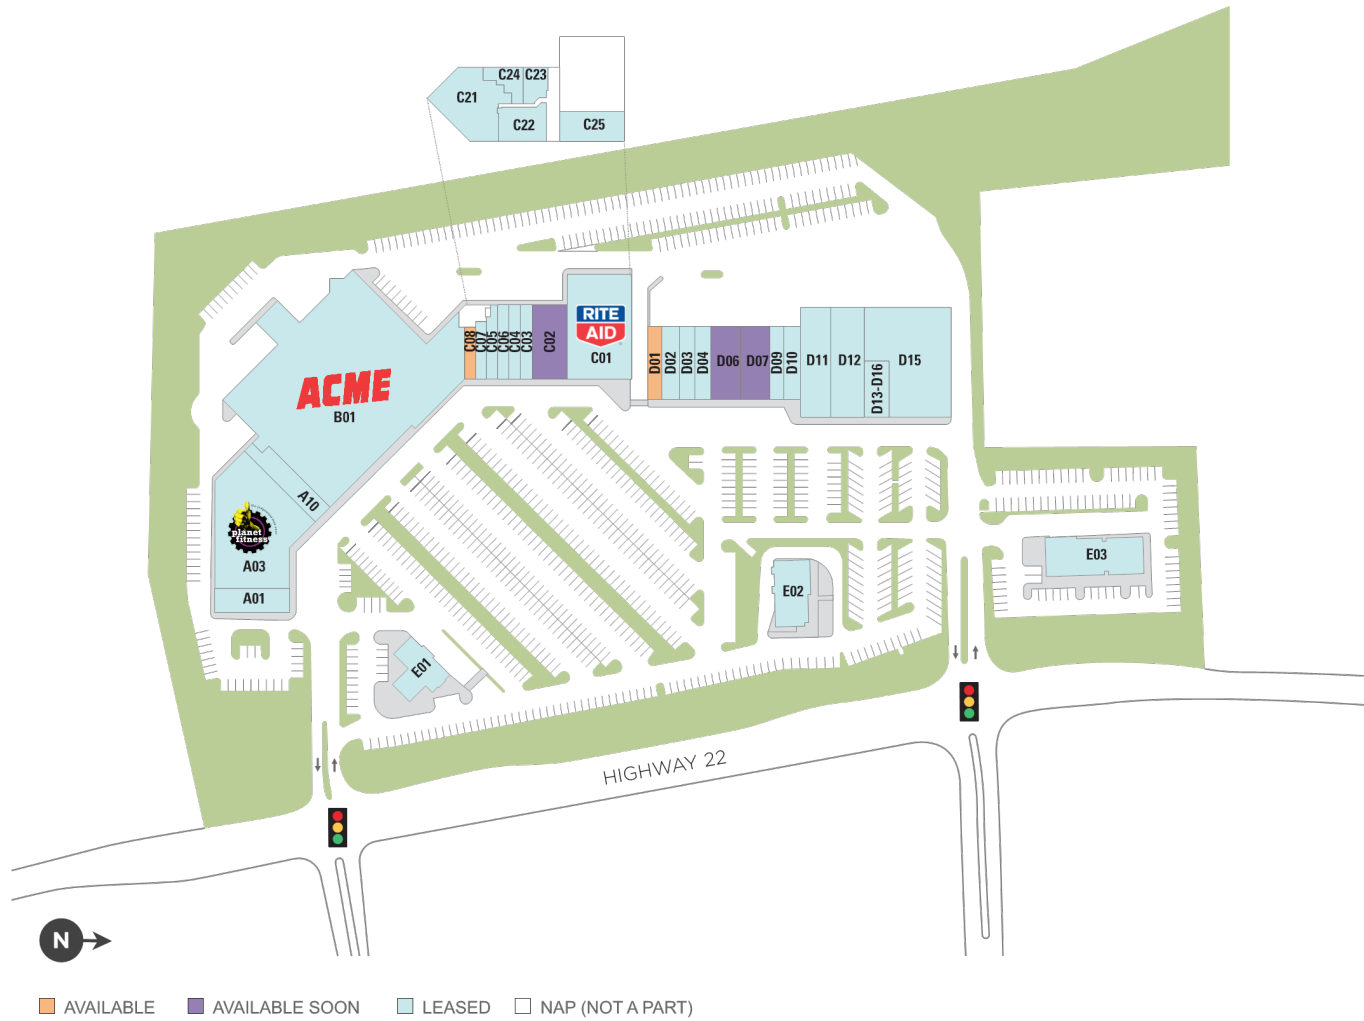 C24 C23
C21
C22
C25
RITE
AID
C01
C08
C07
C05
C06
C04
C03
C02
D01
D02
D03
D04
D06
D07
D09
D10
D11
D12
D13-D16
D15
ACME
B01
A10
planet
fitness
A03
A01
E01
E02
E03
HIGHWAY 22
N
AVAILABLE
AVAILABLE SOON
LEASED
NAP (NOT A PART)